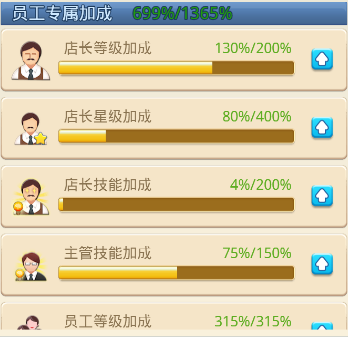 员工专属加成 699%/1365%
店长等级加成 130%/200%
店长星级加成 80%/400%
店长技能加成 4%/200%
主管技能加成 75%/150%
员工等级加成 315%/315%